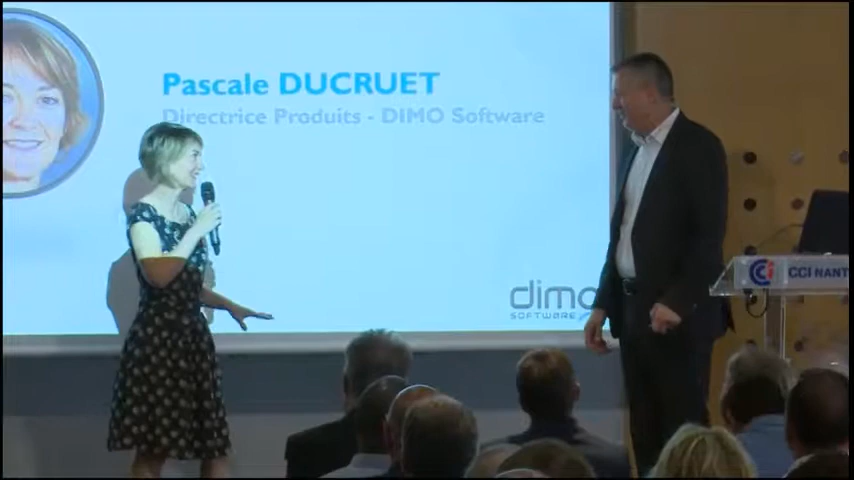 Pascale DUCRUET
Directrice Produits - DIMO Software
dimo
SOFTWARE
CCI NANT